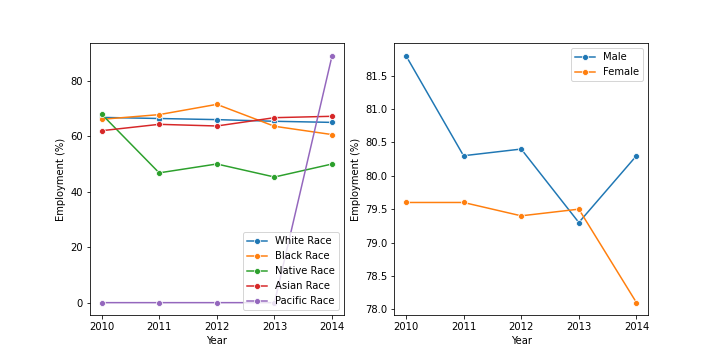 80
60
40
20
0
Employment (%)
2010 2011 2012 2013 2014
Year
White Race
Black Race
Native Race
Asian Race
Pacific Race
81.5
81.0
80.5
80.0
79.5
79.0
78.5
78.0
Employment (%)
2010 2011 2012 2013 2014
Year
Male
Female